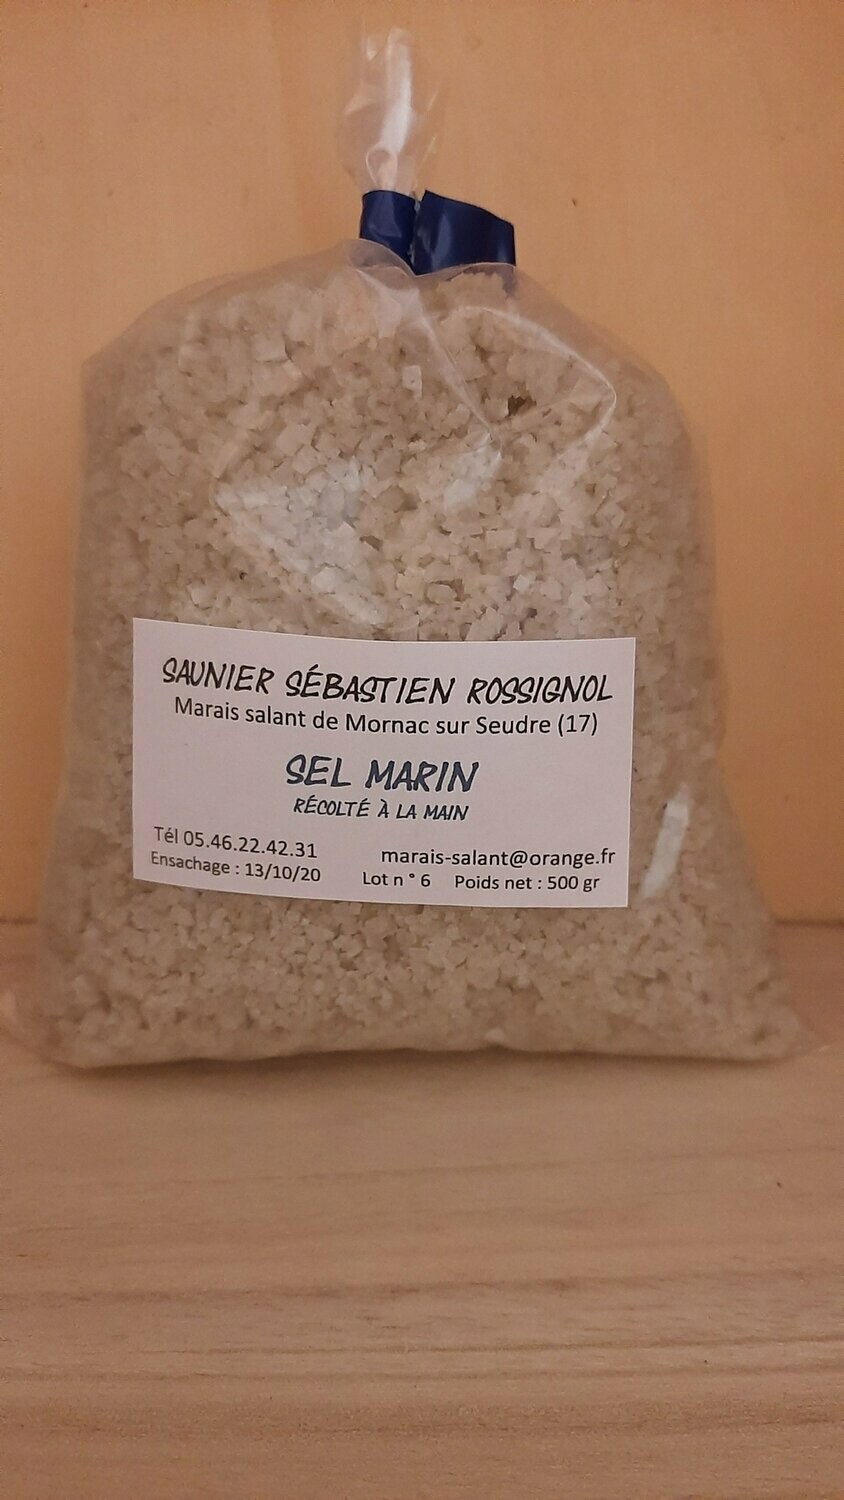 SAUNIER SÉBASTIEN ROSSIGNOL
Marais salant de Mornac sur Seudre (17)
SEL MARIN
RÉCOLTÉ À LA MAIN
Tél 05.46.22.42.31 marais-salant@orange.fr
Ensachage : 13/10/20 Lot n ° 6 Poids net : 500 gr